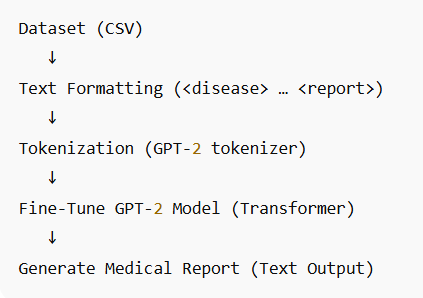 Dataset (CSV)
↓
Text Formatting (<disease> … <report>)
↓
Tokenization (GPT-2 tokenizer)
↓
Fine-Tune GPT-2 Model (Transformer)
↓
Generate Medical Report (Text Output)